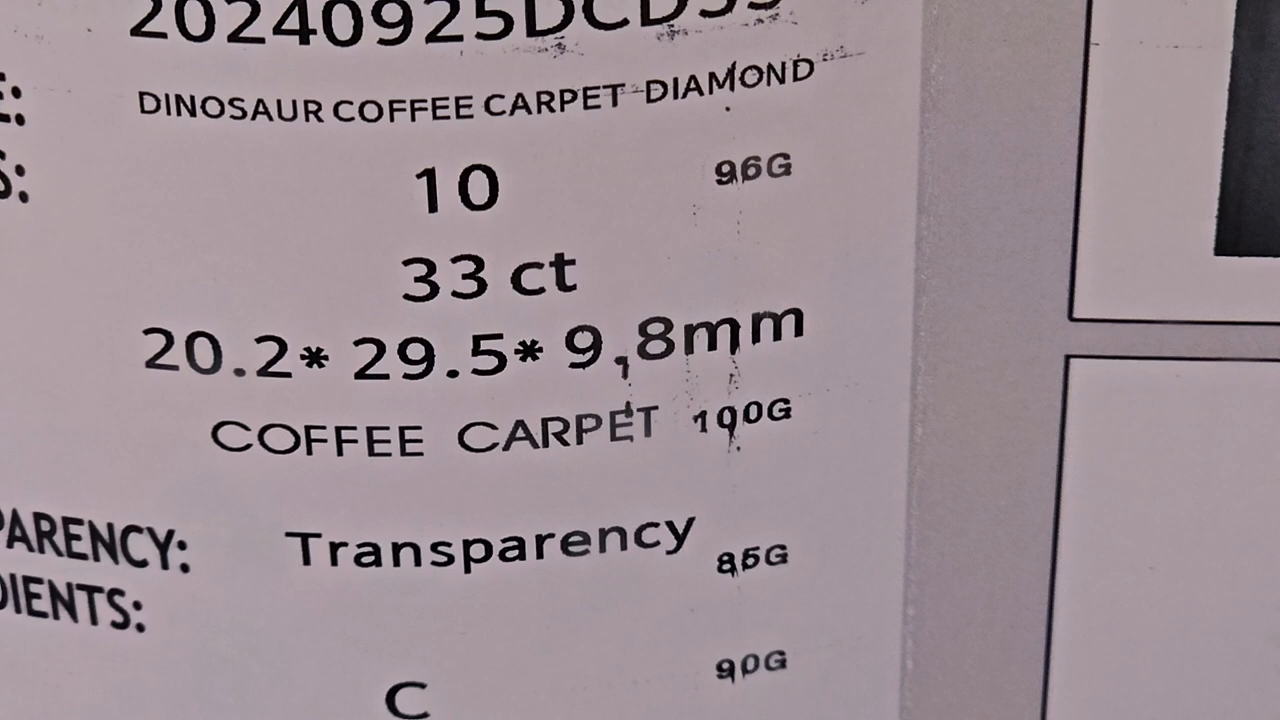 20240925DCD33
DINOSAUR COFFEE CARPET DIAMOND
10 96G
33 ct
20.2* 29.5* 9,8mm
COFFEE CARPET 100G
PARENCY: Transparency 85G
DIENTS:
C 90G